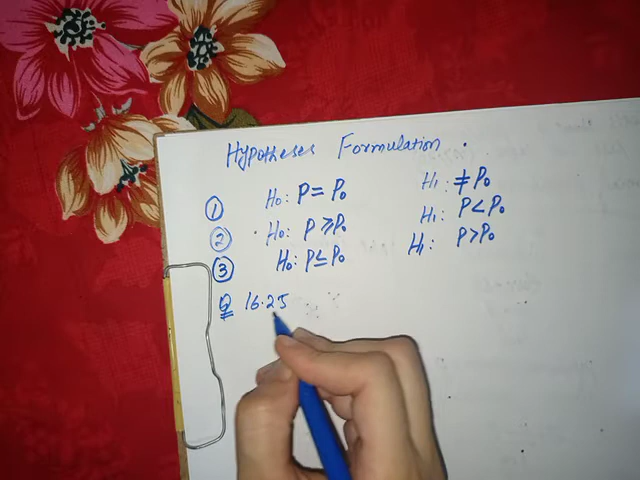 Hypotheses Formulation .
① H₀: P = P₀ H₁: ≠ P₀
② H₀: P ≥ P₀ H₁: P < P₀
③ H₀: P ≤ P₀ H₁: P > P₀
Q 16.25